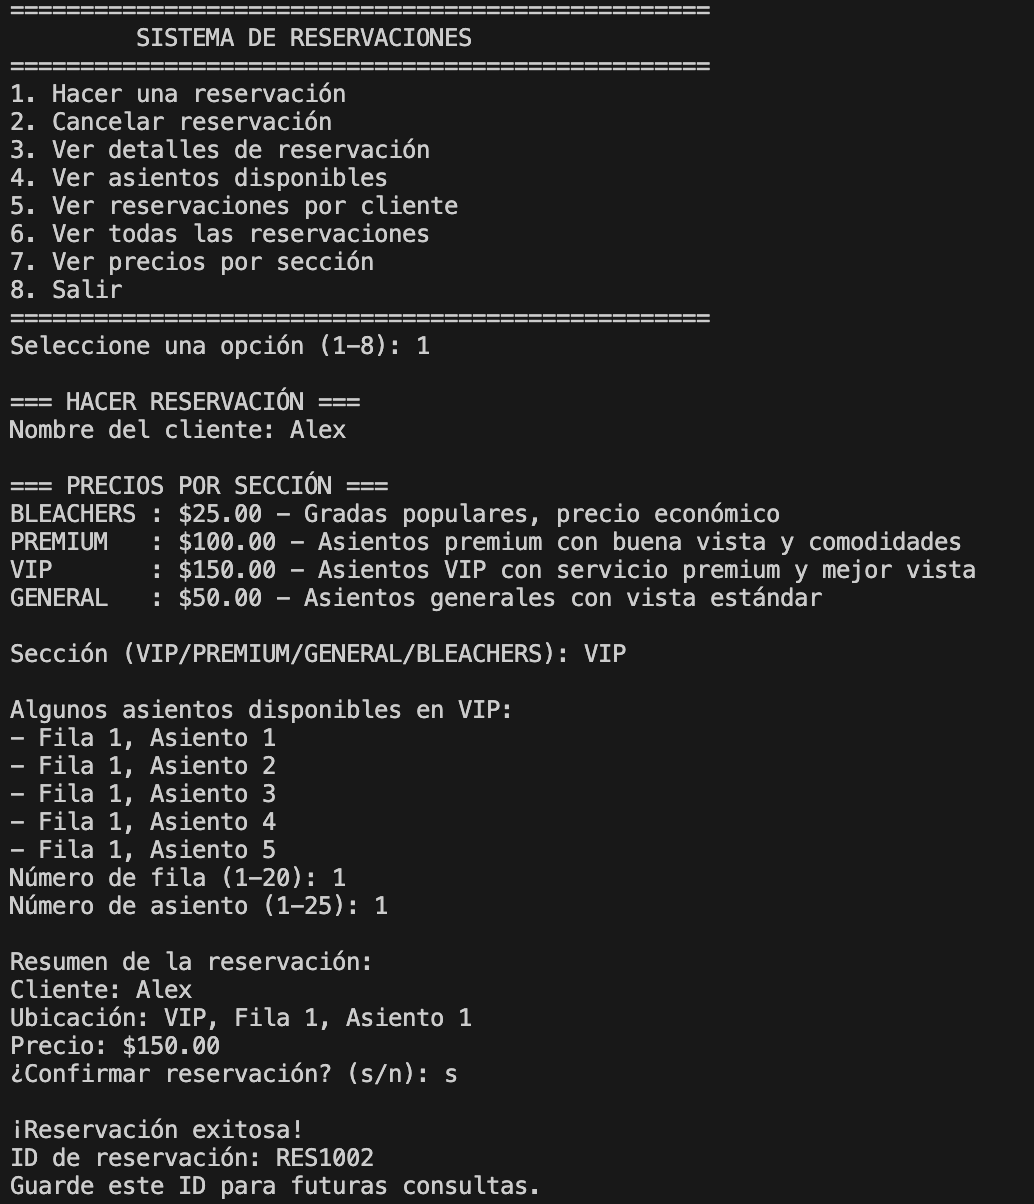 ==================================================
SISTEMA DE RESERVACIONES
==================================================
1. Hacer una reservación
2. Cancelar reservación
3. Ver detalles de reservación
4. Ver asientos disponibles
5. Ver reservaciones por cliente
6. Ver todas las reservaciones
7. Ver precios por sección
8. Salir
==================================================
Seleccione una opción (1-8): 1
=== HACER RESERVACIÓN ===
Nombre del cliente: Alex
=== PRECIOS POR SECCIÓN ===
BLEACHERS : $25.00 - Gradas populares, precio económico
PREMIUM   : $100.00 - Asientos premium con buena vista y comodidades
VIP       : $150.00 - Asientos VIP con servicio premium y mejor vista
GENERAL   : $50.00 - Asientos generales con vista estándar
Sección (VIP/PREMIUM/GENERAL/BLEACHERS): VIP
Algunos asientos disponibles en VIP:
- Fila 1, Asiento 1
- Fila 1, Asiento 2
- Fila 1, Asiento 3
- Fila 1, Asiento 4
- Fila 1, Asiento 5
Número de fila (1-20): 1
Número de asiento (1-25): 1
Resumen de la reservación:
Cliente: Alex
Ubicación: VIP, Fila 1, Asiento 1
Precio: $150.00
¿Confirmar reservación? (s/n): s
¡Reservación exitosa!
ID de reservación: RES1002
Guarde este ID para futuras consultas.